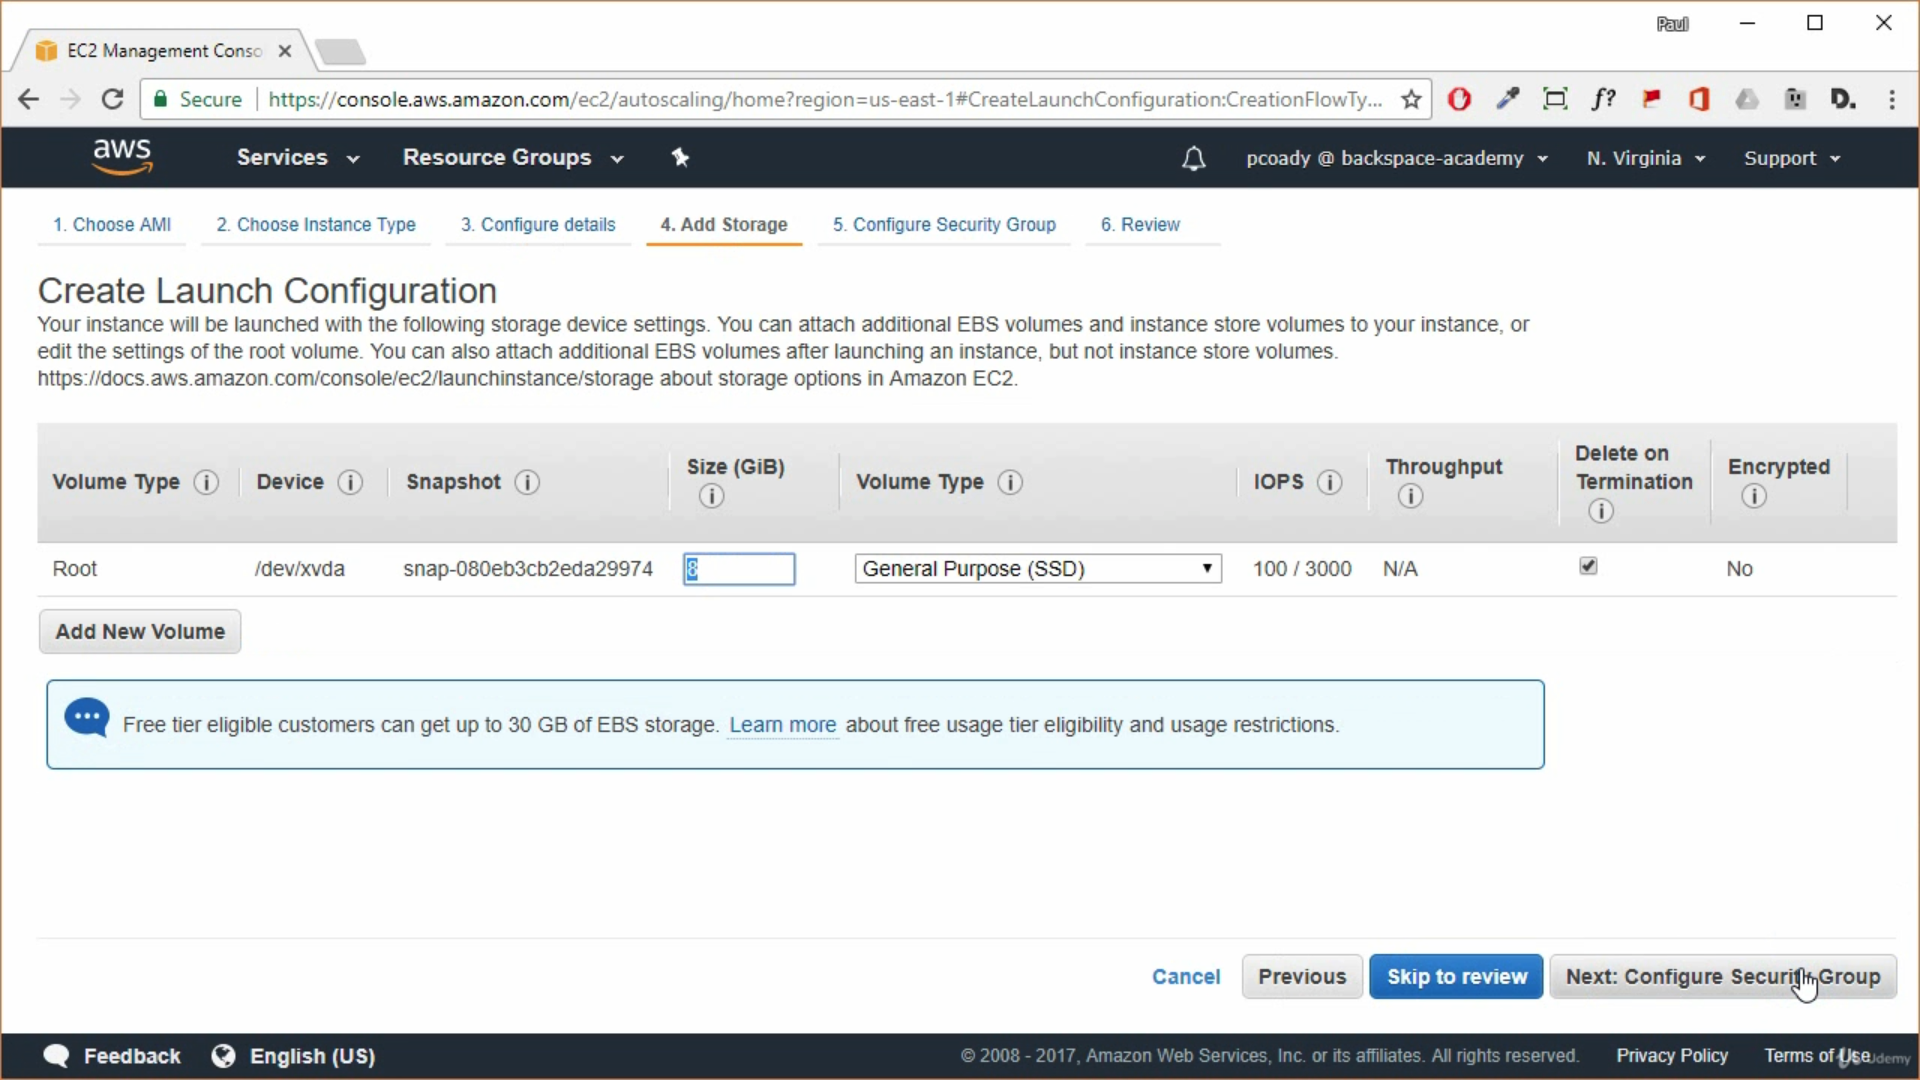 Paul
EC2 Management Conso
Secure
https://console.aws.amazon.com/ec2/autoscaling/home?region=us-east-1#CreateLaunchConfiguration:CreationFlowTy...
f?
D.
aws
Services
Resource Groups
pcoady @ backspace-academy
N. Virginia
Support
1. Choose AMI
2. Choose Instance Type
3. Configure details
4. Add Storage
5. Configure Security Group
6. Review
Create Launch Configuration
Your instance will be launched with the following storage device settings. You can attach additional EBS volumes and instance store volumes to your instance, or
edit the settings of the root volume. You can also attach additional EBS volumes after launching an instance, but not instance store volumes.
https://docs.aws.amazon.com/console/ec2/launchinstance/storage about storage options in Amazon EC2.
Volume Type
Device
Snapshot
Size (GiB)
Volume Type
IOPS
Throughput
Delete on
Termination
Encrypted
Root
/dev/xvda
snap-080eb3cb2eda29974
8
General Purpose (SSD)
100 / 3000
N/A
No
Add New Volume
Free tier eligible customers can get up to 30 GB of EBS storage. Learn more about free usage tier eligibility and usage restrictions.
Cancel
Previous
Skip to review
Next: Configure Security Group
Feedback
English (US)
© 2008 - 2017, Amazon Web Services, Inc. or its affiliates. All rights reserved.
Privacy Policy
Terms of Use
Udemy